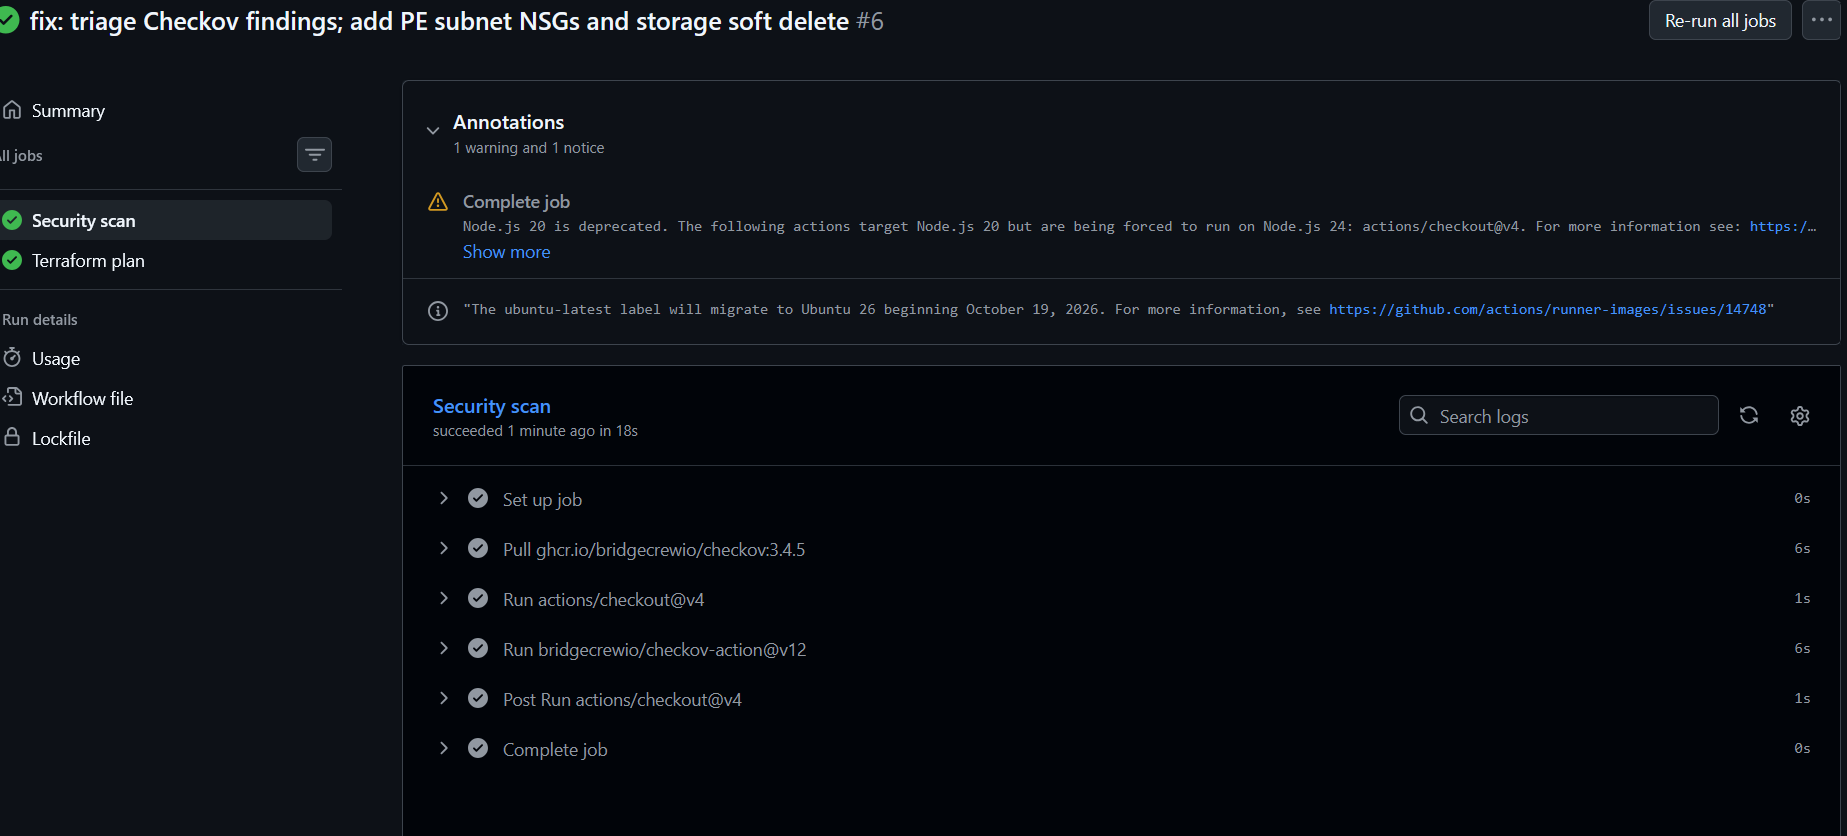 fix: triage Checkov findings; add PE subnet NSGs and storage soft delete #6
Re-run all jobs
Summary
ll jobs
Security scan
Terraform plan
Run details
Usage
Workflow file
Lockfile
Annotations
1 warning and 1 notice
Complete job
Node.js 20 is deprecated. The following actions target Node.js 20 but are being forced to run on Node.js 24: actions/checkout@v4. For more information see: https:/…
Show more
"The ubuntu-latest label will migrate to Ubuntu 26 beginning October 19, 2026. For more information, see https://github.com/actions/runner-images/issues/14748"
Security scan
succeeded 1 minute ago in 18s
Search logs
Set up job 0s
Pull ghcr.io/bridgecrewio/checkov:3.4.5 6s
Run actions/checkout@v4 1s
Run bridgecrewio/checkov-action@v12 6s
Post Run actions/checkout@v4 1s
Complete job 0s